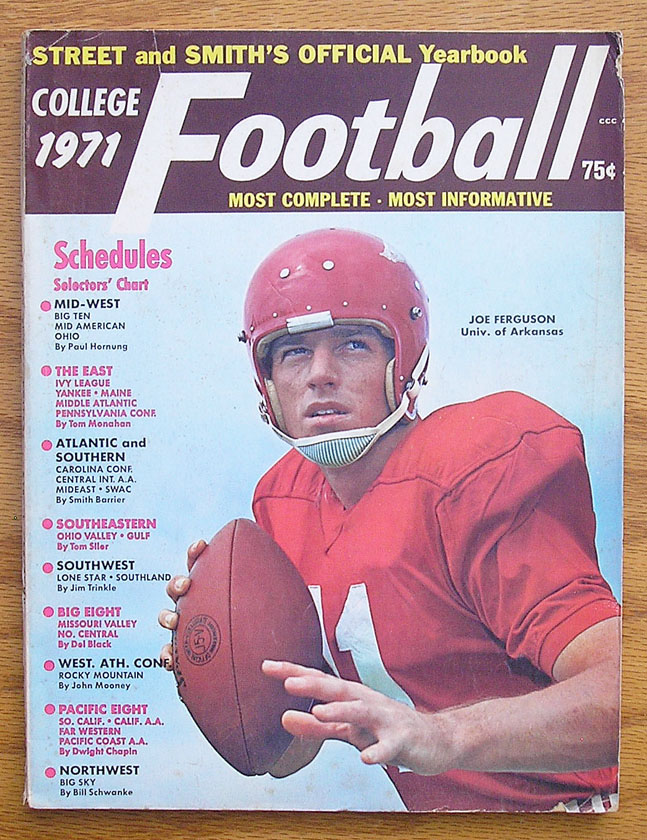 STREET and SMITH'S OFFICIAL Yearbook
COLLEGE
1971
Football
CCC
75¢
MOST COMPLETE · MOST INFORMATIVE
Schedules
Selectors' Chart
MID-WEST
BIG TEN
MID AMERICAN
OHIO
By Paul Hornung
THE EAST
IVY LEAGUE
YANKEE • MAINE
MIDDLE ATLANTIC
PENNSYLVANIA CONF.
By Tom Monahan
ATLANTIC and
SOUTHERN
CAROLINA CONF.
CENTRAL INT. A.A.
MIDEAST • SWAC
By Smith Barrier
SOUTHEASTERN
OHIO VALLEY • GULF
By Tom Siler
SOUTHWEST
LONE STAR • SOUTHLAND
By Jim Trinkle
BIG EIGHT
MISSOURI VALLEY
NO. CENTRAL
By Del Black
WEST. ATH. CONF.
ROCKY MOUNTAIN
By John Mooney
PACIFIC EIGHT
SO. CALIF. • CALIF. A.A.
FAR WESTERN
PACIFIC COAST A.A.
By Dwight Chapin
NORTHWEST
BIG SKY
By Bill Schwanke
JOE FERGUSON
Univ. of Arkansas
11